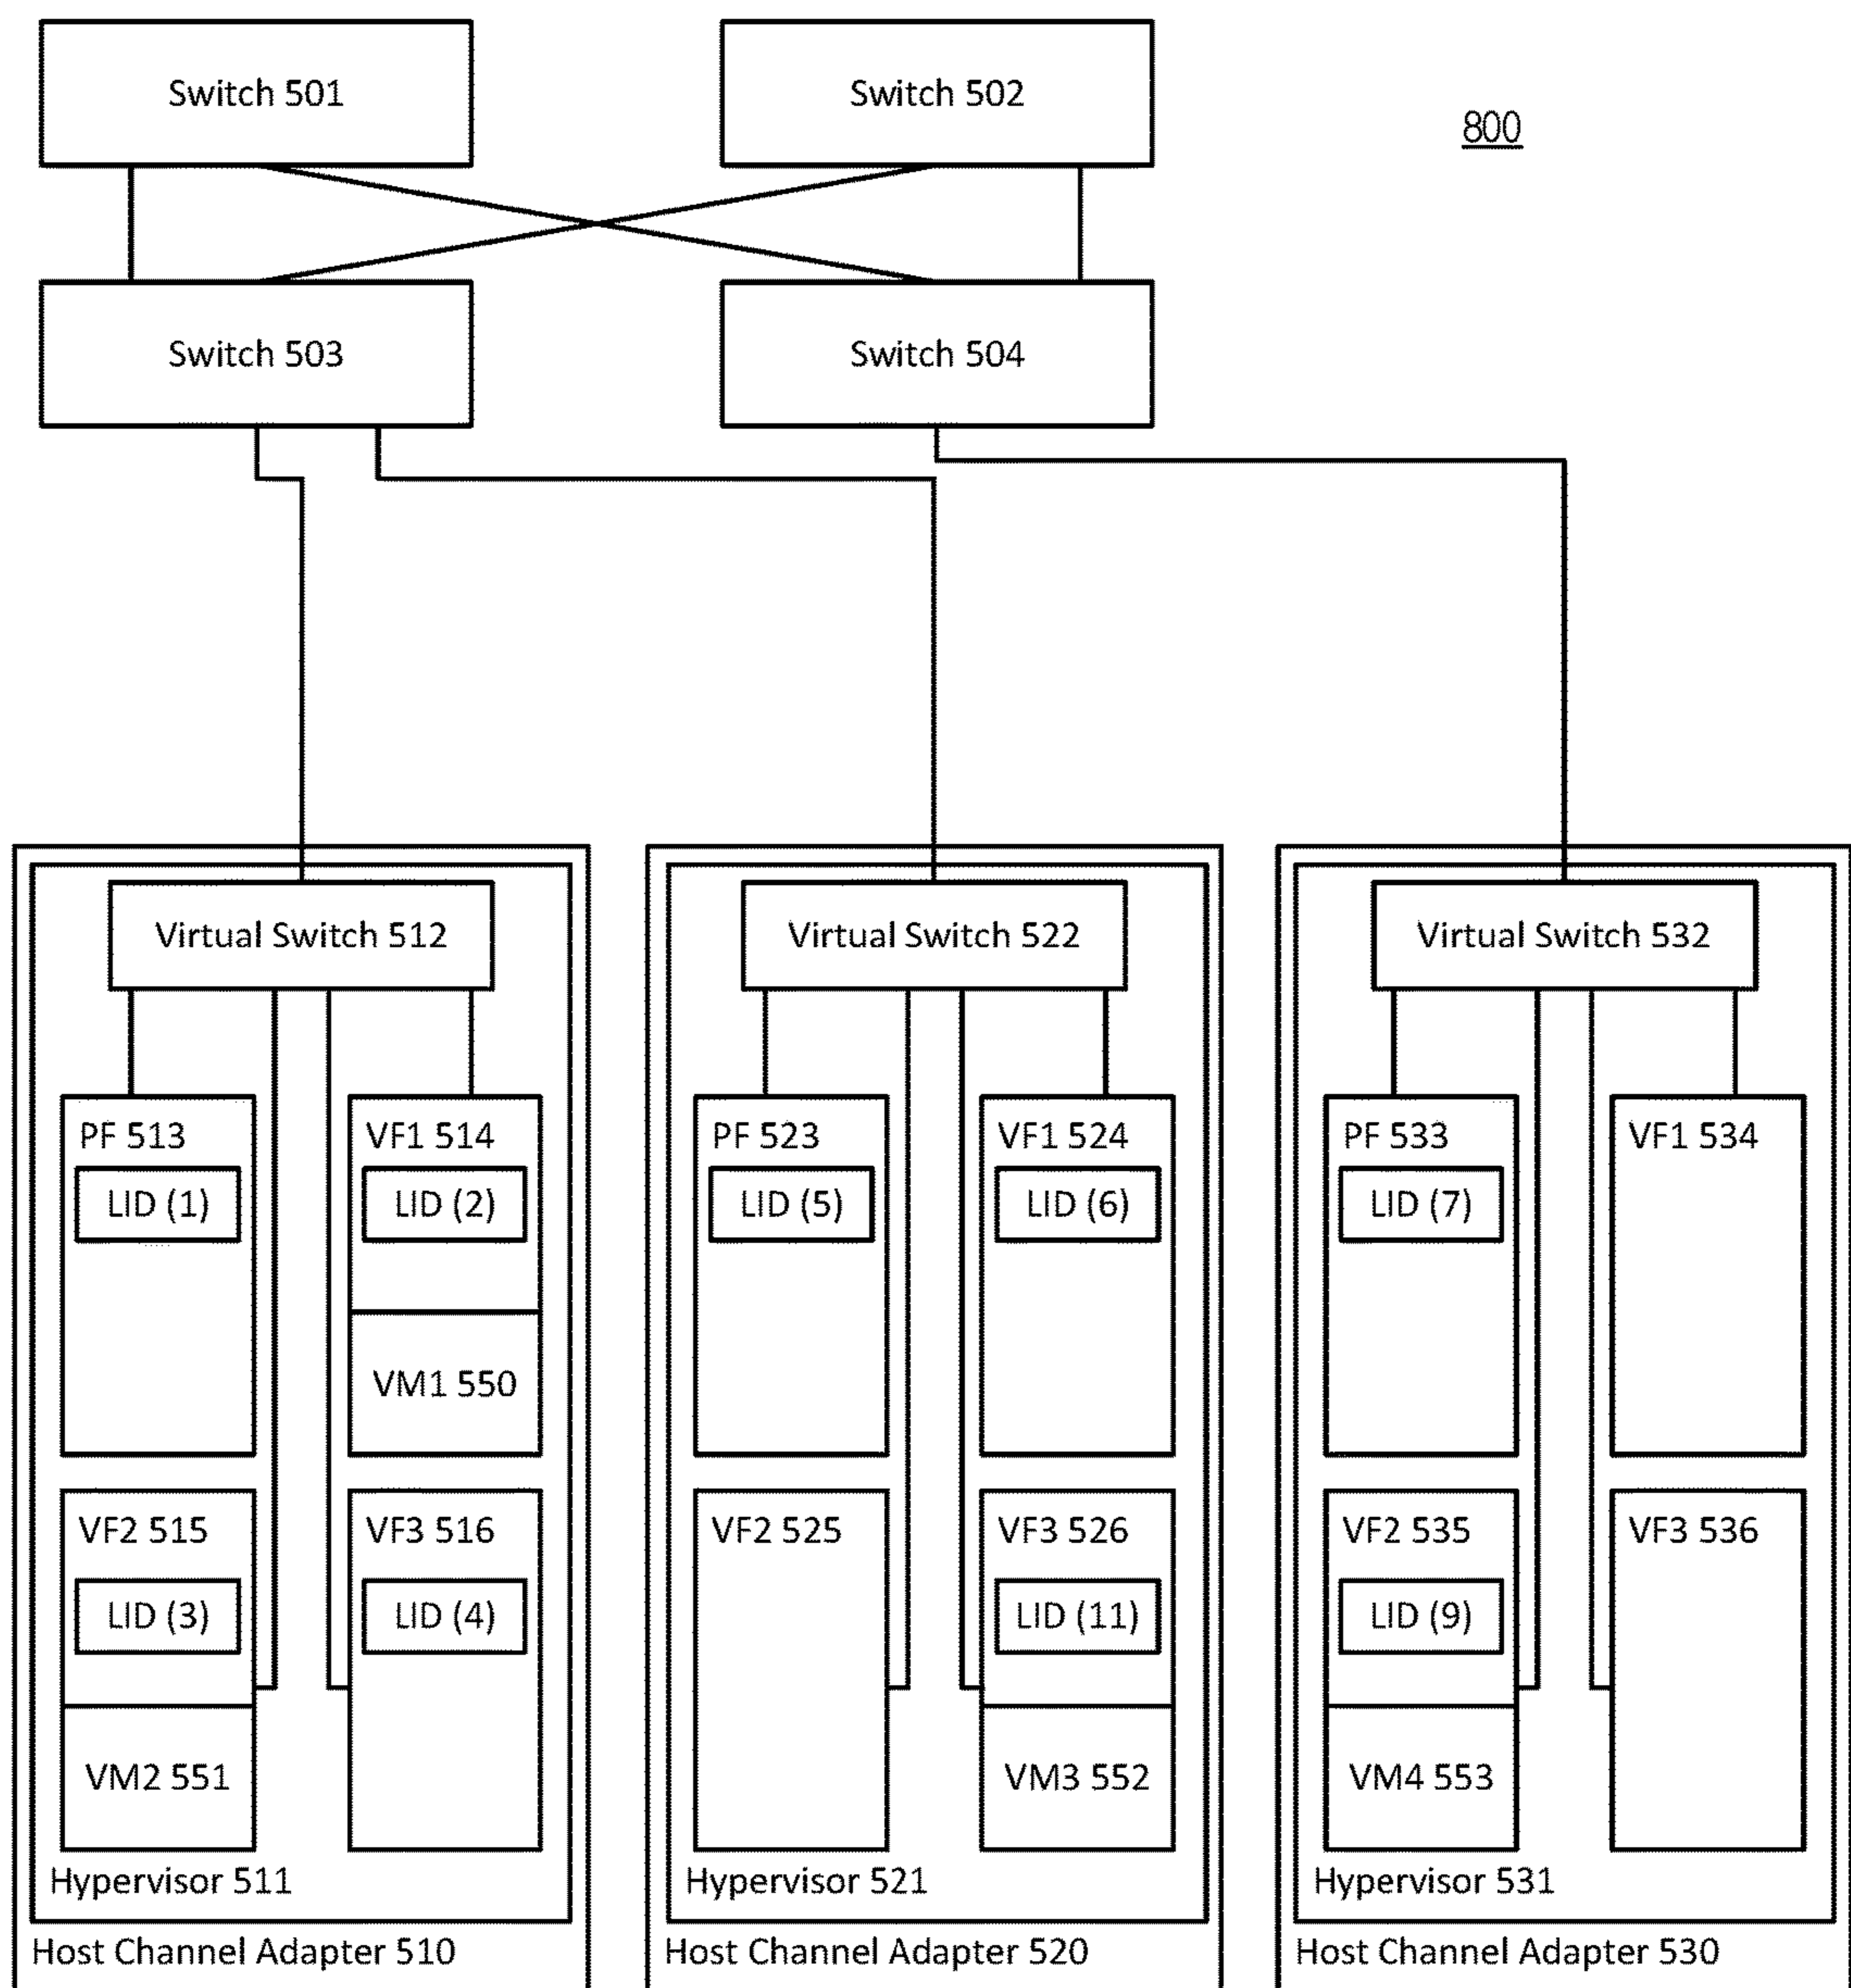 Switch 501
Switch 502
800
Switch 503
Switch 504
Virtual Switch 512
Virtual Switch 522
Virtual Switch 532
PF 513
LID (1)
VF1 514
LID (2)
VM1 550
VF2 515
LID (3)
VM2 551
VF3 516
LID (4)
Hypervisor 511
Host Channel Adapter 510
PF 523
LID (5)
VF1 524
LID (6)
VF2 525
VF3 526
LID (11)
VM3 552
Hypervisor 521
Host Channel Adapter 520
PF 533
LID (7)
VF1 534
VF2 535
LID (9)
VM4 553
VF3 536
Hypervisor 531
Host Channel Adapter 530